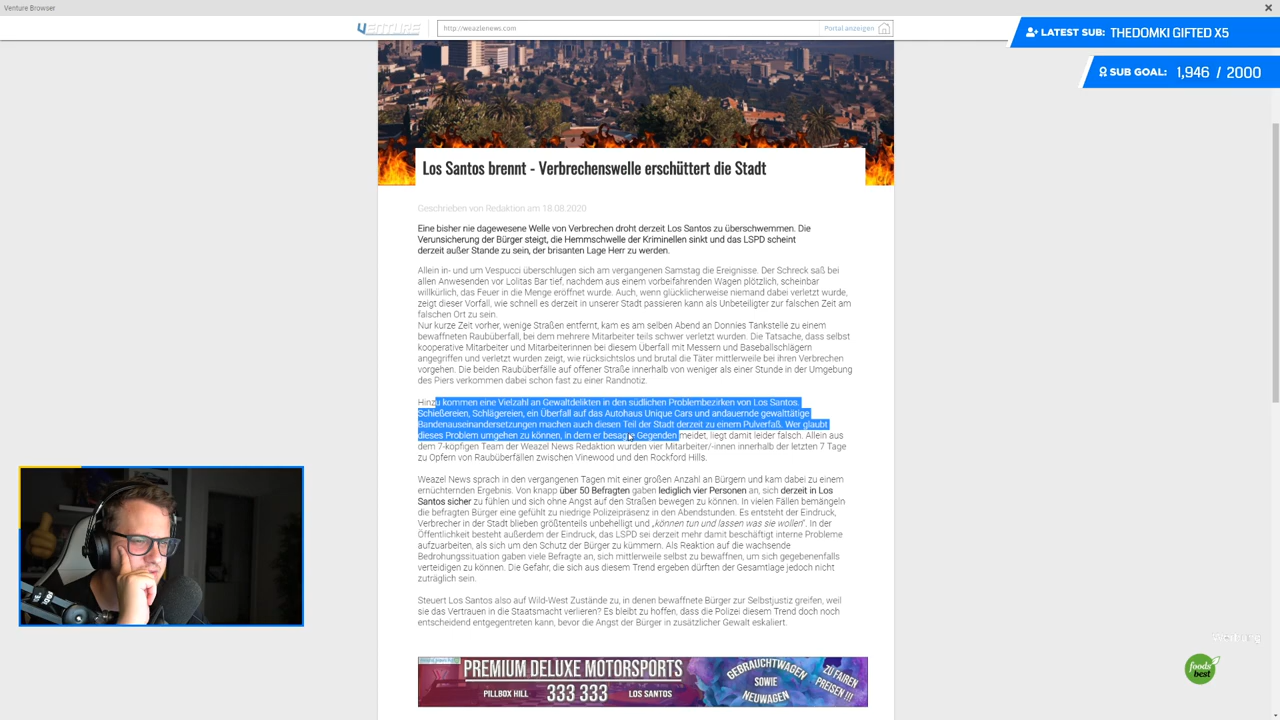 Venture Browser
VENTURE
http://weazlenews.com
Portal anzeigen
LATEST SUB: THEDOMKI GIFTED X5
SUB GOAL: 1,946 / 2000
Los Santos brennt - Verbrechenswelle erschüttert die Stadt
Geschrieben von Redaktion am 18.08.2020
Eine bisher nie dagewesene Welle von Verbrechen droht derzeit Los Santos zu überschwemmen. Die
Verunsicherung der Bürger steigt, die Hemmschwelle der Kriminellen sinkt und das LSPD scheint
derzeit außer Stande zu sein, der brisanten Lage Herr zu werden.
Allein in- und um Vespucci überschlugen sich am vergangenen Samstag die Ereignisse. Der Schreck saß bei
allen Anwesenden vor Lolitas Bar tief, nachdem aus einem vorbeifahrenden Wagen plötzlich, scheinbar
willkürlich, das Feuer in die Menge eröffnet wurde. Auch, wenn glücklicherweise niemand dabei verletzt wurde,
zeigt dieser Vorfall, wie schnell es derzeit in unserer Stadt passieren kann als Unbeteiligter zur falschen Zeit am
falschen Ort zu sein.
Nur kurze Zeit vorher, wenige Straßen entfernt, kam es am selben Abend an Donnies Tankstelle zu einem
bewaffneten Raubüberfall, bei dem mehrere Mitarbeiter teils schwer verletzt wurden. Die Tatsache, dass selbst
kooperative Mitarbeiter und Mitarbeiterinnen bei diesem Überfall mit Messern und Baseballschlägern
angegriffen und verletzt wurden zeigt, wie rücksichtslos und brutal die Täter mittlerweile bei ihren Verbrechen
vorgehen. Die beiden Raubüberfälle auf offener Straße innerhalb von weniger als einer Stunde in der Umgebung
des Piers verkommen dabei schon fast zu einer Randnotiz.
Hinzu kommen eine Vielzahl an Gewaltdelikten in den südlichen Problembezirken von Los Santos.
Schießereien, Schlägereien, ein Überfall auf das Autohaus Unique Cars und andauernde gewalttätige
Bandenauseinandersetzungen machen auch diesen Teil der Stadt derzeit zu einem Pulverfaß. Wer glaubt
dieses Problem umgehen zu können, in dem er besagte Gegenden meidet, liegt damit leider falsch. Allein aus
dem 7-köpfigen Team der Weazel News Redaktion wurden vier Mitarbeiter/-innen innerhalb der letzten 7 Tage
zu Opfern von Raubüberfällen zwischen Vinewood und den Rockford Hills.
Weazel News sprach in den vergangenen Tagen mit einer großen Anzahl an Bürgern und kam dabei zu einem
ernüchternden Ergebnis. Von knapp über 50 Befragten gaben lediglich vier Personen an, sich derzeit in Los
Santos sicher zu fühlen und sich ohne Angst auf den Straßen bewegen zu können. In vielen Fällen bemängeln
die befragten Bürger eine gefühlt zu niedrige Polizeipräsenz in den Abendstunden. Es entsteht der Eindruck,
Verbrecher in der Stadt blieben größtenteils unbehelligt und „können tun und lassen was sie wollen“. In der
Öffentlichkeit besteht außerdem der Eindruck, das LSPD sei derzeit mehr damit beschäftigt interne Probleme
aufzuarbeiten, als sich um den Schutz der Bürger zu kümmern. Als Reaktion auf die wachsende
Bedrohungssituation gaben viele Befragte an, sich mittlerweile selbst zu bewaffnen, um sich gegebenenfalls
verteidigen zu können. Die Gefahr, die sich aus diesem Trend ergeben dürften der Gesamtlage jedoch nicht
zuträglich sein.
Steuert Los Santos also auf Wild-West Zustände zu, in denen bewaffnete Bürger zur Selbstjustiz greifen, weil
sie das Vertrauen in die Staatsmacht verlieren? Es bleibt zu hoffen, dass die Polizei diesem Trend doch noch
entscheidend entgegentreten kann, bevor die Angst der Bürger in zusätzlicher Gewalt eskaliert.
PREMIUM DELUXE MOTORSPORTS
PILLBOX HILL 333 333 LOS SANTOS
GEBRAUCHTWAGEN
SOWIE
NEUWAGEN
ZU FAIREN
PREISEN !!!
Werbung
foods
best